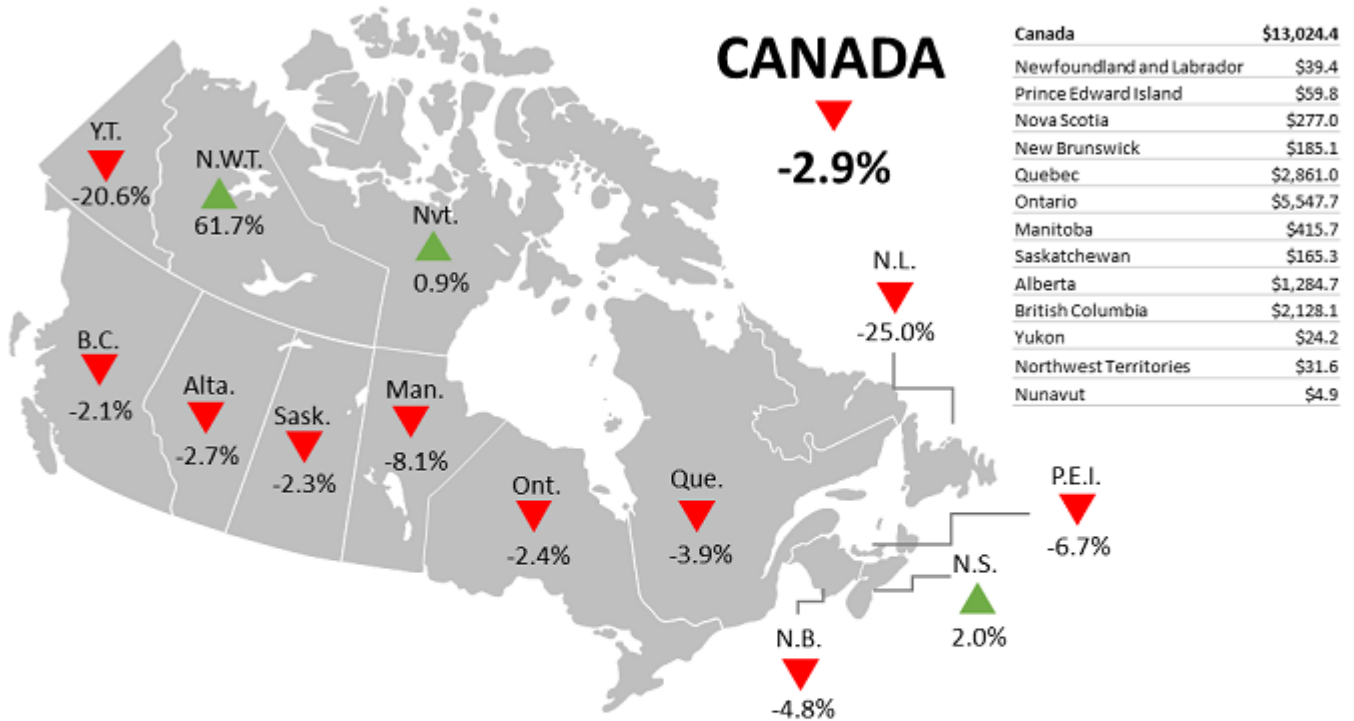 CANADA
-2.9%
Y.T.
-20.6%
N.W.T.
61.7%
Nvt.
0.9%
N.L.
-25.0%
B.C.
-2.1%
Alta.
-2.7%
Sask.
-2.3%
Man.
-8.1%
Ont.
-2.4%
Que.
-3.9%
P.E.I.
-6.7%
N.S.
2.0%
N.B.
-4.8%
Canada $13,024.4
Newfoundland and Labrador $39.4
Prince Edward Island $59.8
Nova Scotia $277.0
New Brunswick $185.1
Quebec $2,861.0
Ontario $5,547.7
Manitoba $415.7
Saskatchewan $165.3
Alberta $1,284.7
British Columbia $2,128.1
Yukon $24.2
Northwest Territories $31.6
Nunavut $4.9